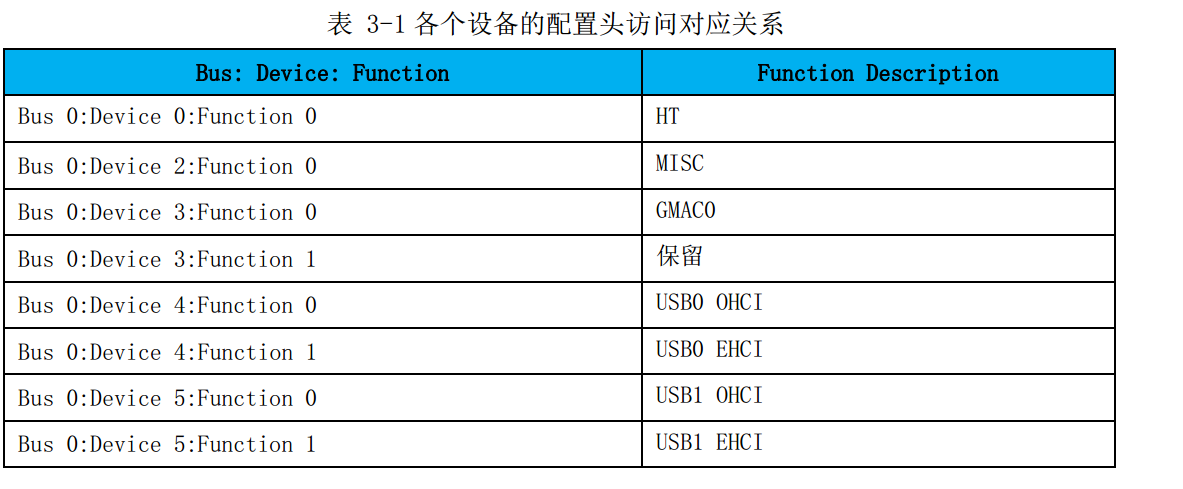 表 3-1 各个设备的配置头访问对应关系
Bus: Device: Function Function Description
Bus 0:Device 0:Function 0 HT
Bus 0:Device 2:Function 0 MISC
Bus 0:Device 3:Function 0 GMAC0
Bus 0:Device 3:Function 1 保留
Bus 0:Device 4:Function 0 USB0 OHCI
Bus 0:Device 4:Function 1 USB0 EHCI
Bus 0:Device 5:Function 0 USB1 OHCI
Bus 0:Device 5:Function 1 USB1 EHCI